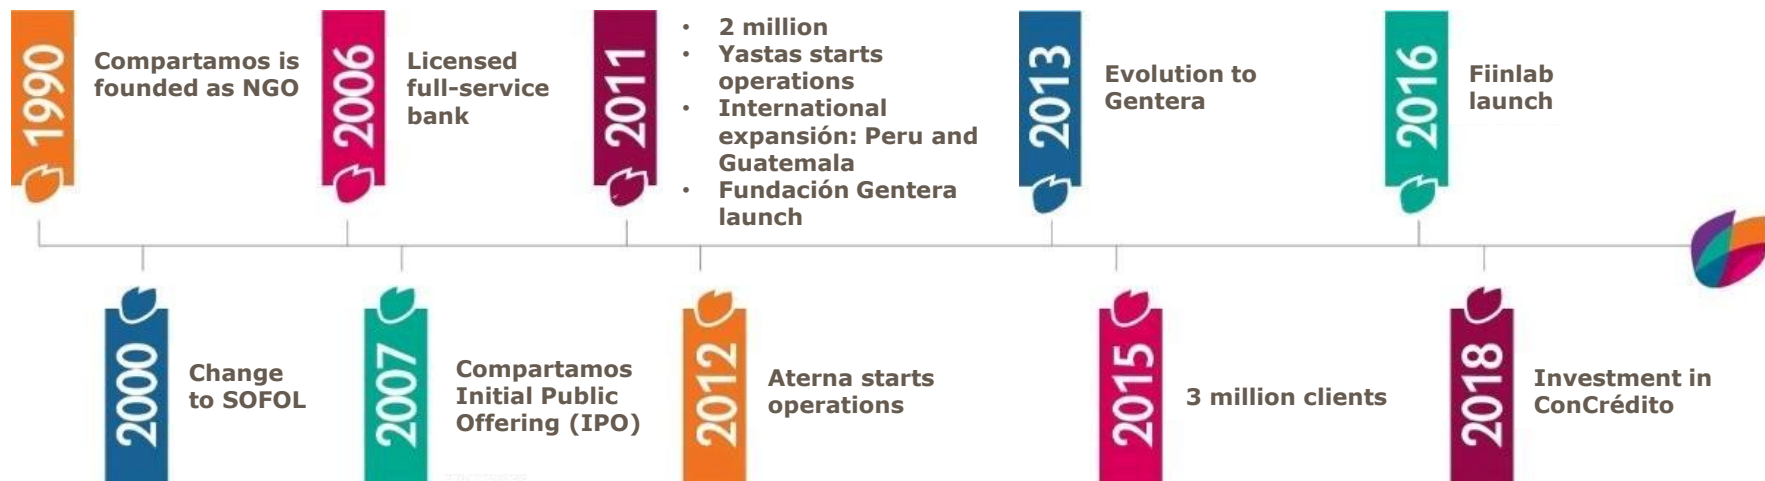 1990
Compartamos is
founded as NGO
2006
Licensed
full-service
bank
2011
• 2 million
• Yastas starts
operations
• International
expansión: Peru and
Guatemala
• Fundación Gentera
launch
2013
Evolution to
Gentera
2016
Fiinlab
launch
2000
Change
to SOFOL
2007
Compartamos
Initial Public
Offering (IPO)
2012
Aterna starts
operations
2015
3 million clients
2018
Investment in
ConCrédito